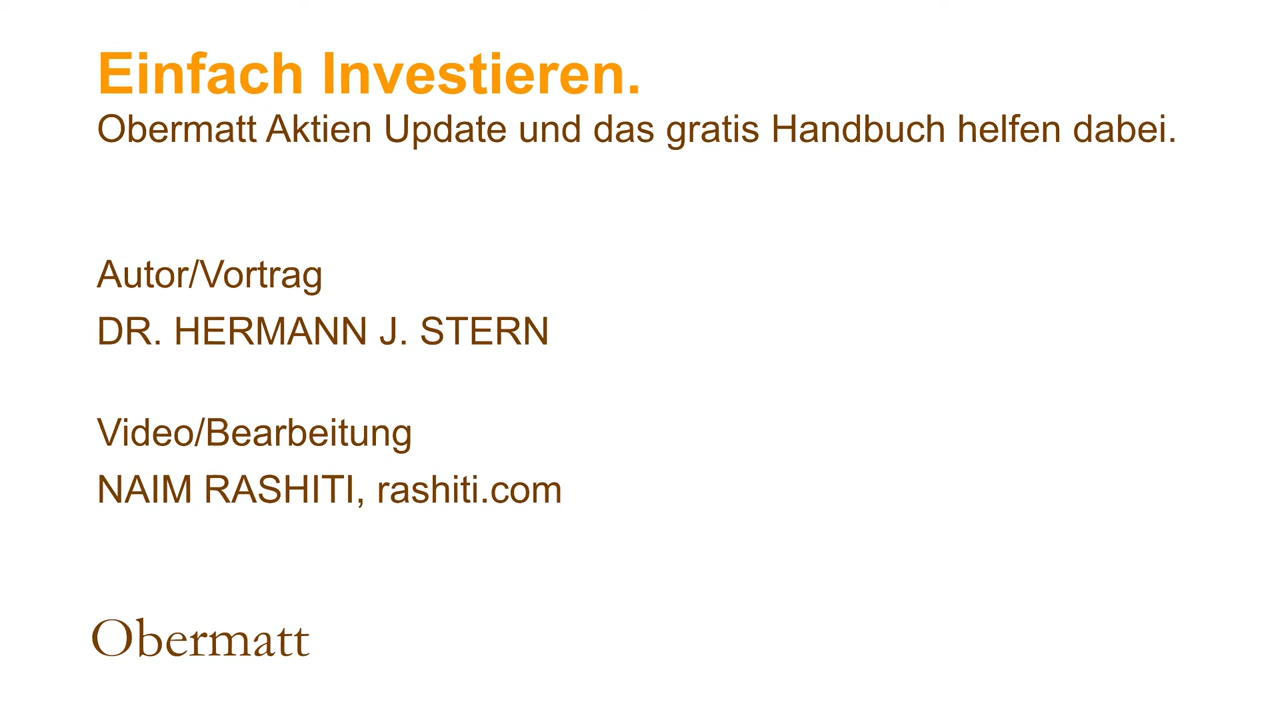 Einfach Investieren.
Obermatt Aktien Update und das gratis Handbuch helfen dabei.
Autor/Vortrag
DR. HERMANN J. STERN
Video/Bearbeitung
NAIM RASHITI, rashiti.com
Obermatt